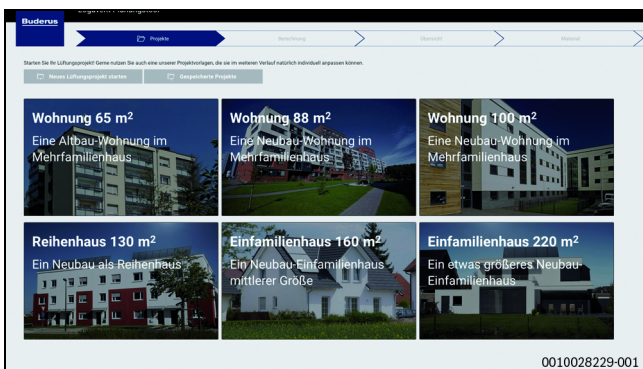 Buderus
Projekte
Berechnung
Übersicht
Material
Starten Sie Ihr Lüftungsprojekt! Gerne nutzen Sie auch eine unserer Projektvorlagen, die sie im weiteren Verlauf natürlich individuell anpassen können.
Neues Lüftungsprojekt starten
Gespeicherte Projekte
Wohnung 65 m²
Eine Altbau-Wohnung im
Mehrfamilienhaus
Wohnung 88 m²
Eine Neubau-Wohnung im
Mehrfamilienhaus
Wohnung 100 m²
Eine Neubau-Wohnung im
Mehrfamilienhaus
Reihenhaus 130 m²
Ein Neubau als Reihenhaus
Einfamilienhaus 160 m²
Ein Neubau-Einfamilienhaus
mittlerer Größe
Einfamilienhaus 220 m²
Ein etwas größeres Neubau-
Einfamilienhaus
0010028229-001